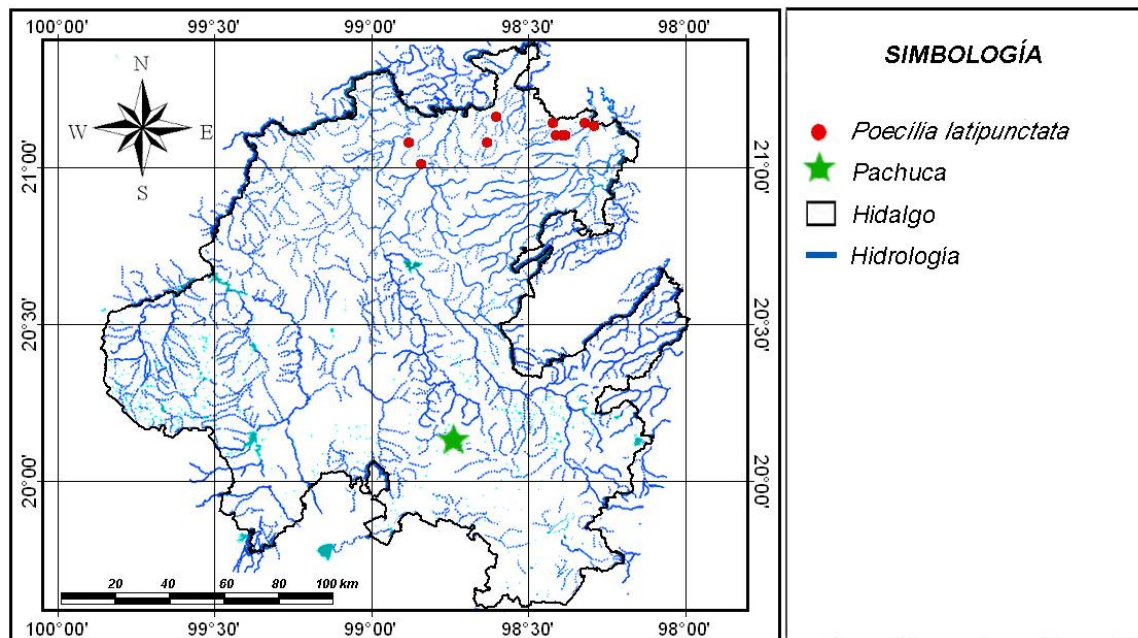 100°00' 99°30' 99°00' 98°30' 98°00'
N
W E
S
21°00' 21°00'
20°30' 20°30'
20°00' 20°00'
20 40 60 80 100 km
100°00' 99°30' 99°00' 98°30' 98°00'
SIMBOLOGÍA
Poecilia latipunctata
Pachuca
Hidalgo
Hidrología